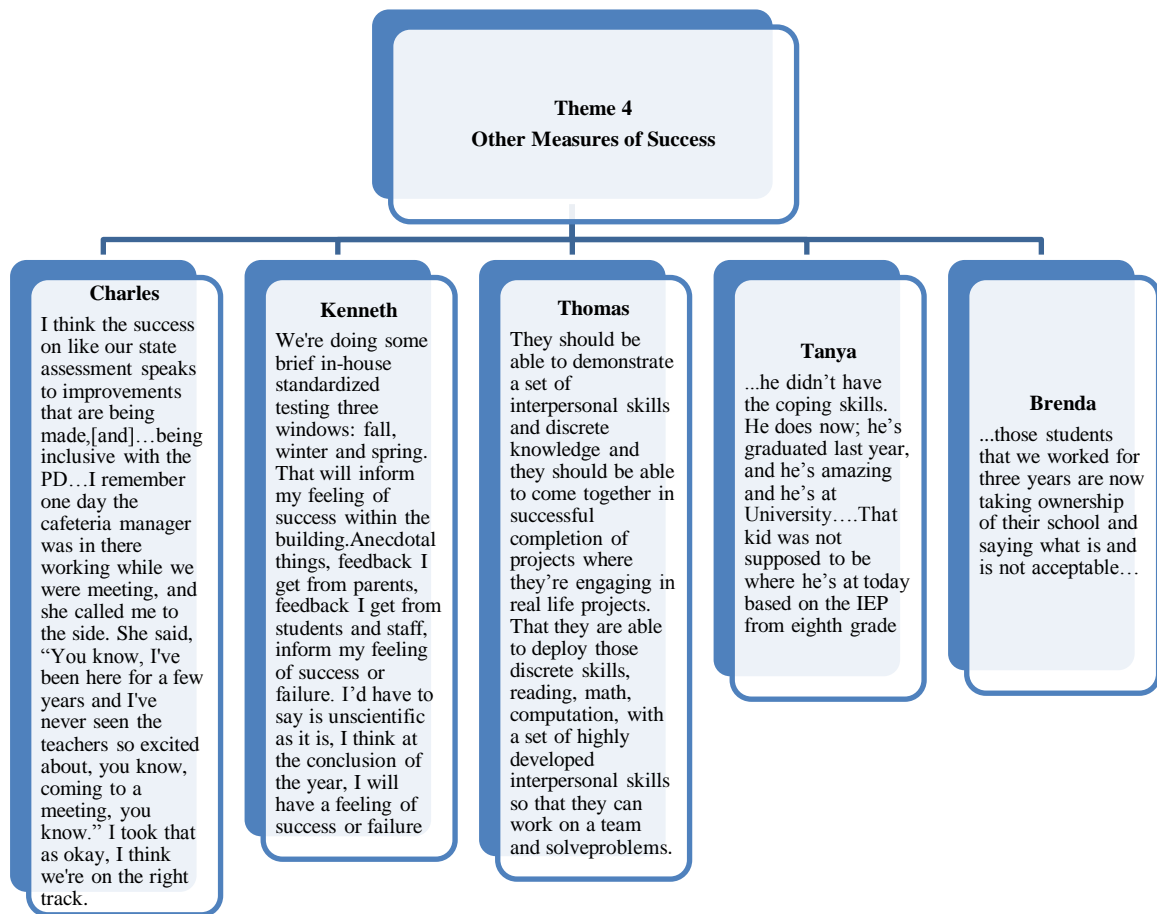 Theme 4
Other Measures of Success
Charles
I think the success
on like our state
assessment speaks
to improvements
that are being
made,[and]…being
inclusive with the
PD…I remember
one day the
cafeteria manager
was in there
working while we
were meeting, and
she called me to
the side. She said,
“You know, I've
been here for a few
years and I've
never seen the
teachers so excited
about, you know,
coming to a
meeting, you
know.” I took that
as okay, I think
we're on the right
track.
Kenneth
We're doing some
brief in-house
standardized
testing three
windows: fall,
winter and spring.
That will inform
my feeling of
success within the
building.Anecdotal
things, feedback I
get from parents,
feedback I get from
students and staff,
inform my feeling
of success or
failure. I’d have to
say is unscientific
as it is, I think at
the conclusion of
the year, I will
have a feeling of
success or failure
Thomas
They should be
able to demonstrate
a set of
interpersonal skills
and discrete
knowledge and
they should be able
to come together in
successful
completion of
projects where
they’re engaging in
real life projects.
That they are able
to deploy those
discrete skills,
reading, math,
computation, with
a set of highly
developed
interpersonal skills
so that they can
work on a team
and solveproblems.
Tanya
...he didn’t have
the coping skills.
He does now; he’s
graduated last year,
and he’s amazing
and he’s at
University….That
kid was not
supposed to be
where he’s at today
based on the IEP
from eighth grade
Brenda
...those students
that we worked for
three years are now
taking ownership
of their school and
saying what is and
is not acceptable…